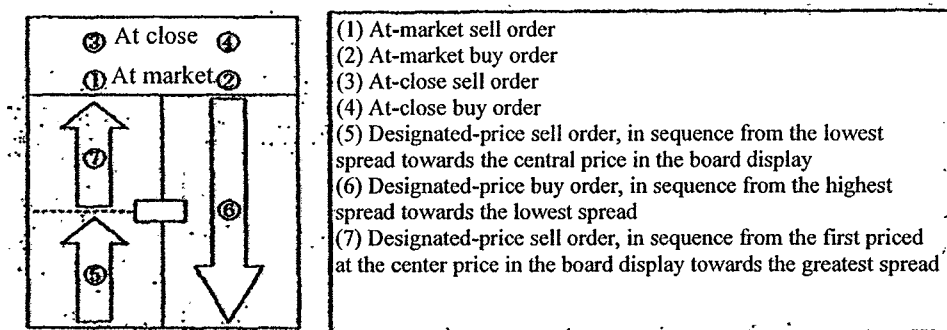 ③ At close ④
① At market ②
⑦
⑥
⑤
(1) At-market sell order
(2) At-market buy order
(3) At-close sell order
(4) At-close buy order
(5) Designated-price sell order, in sequence from the lowest
spread towards the central price in the board display
(6) Designated-price buy order, in sequence from the highest
spread towards the lowest spread
(7) Designated-price sell order, in sequence from the first priced
at the center price in the board display towards the greatest spread